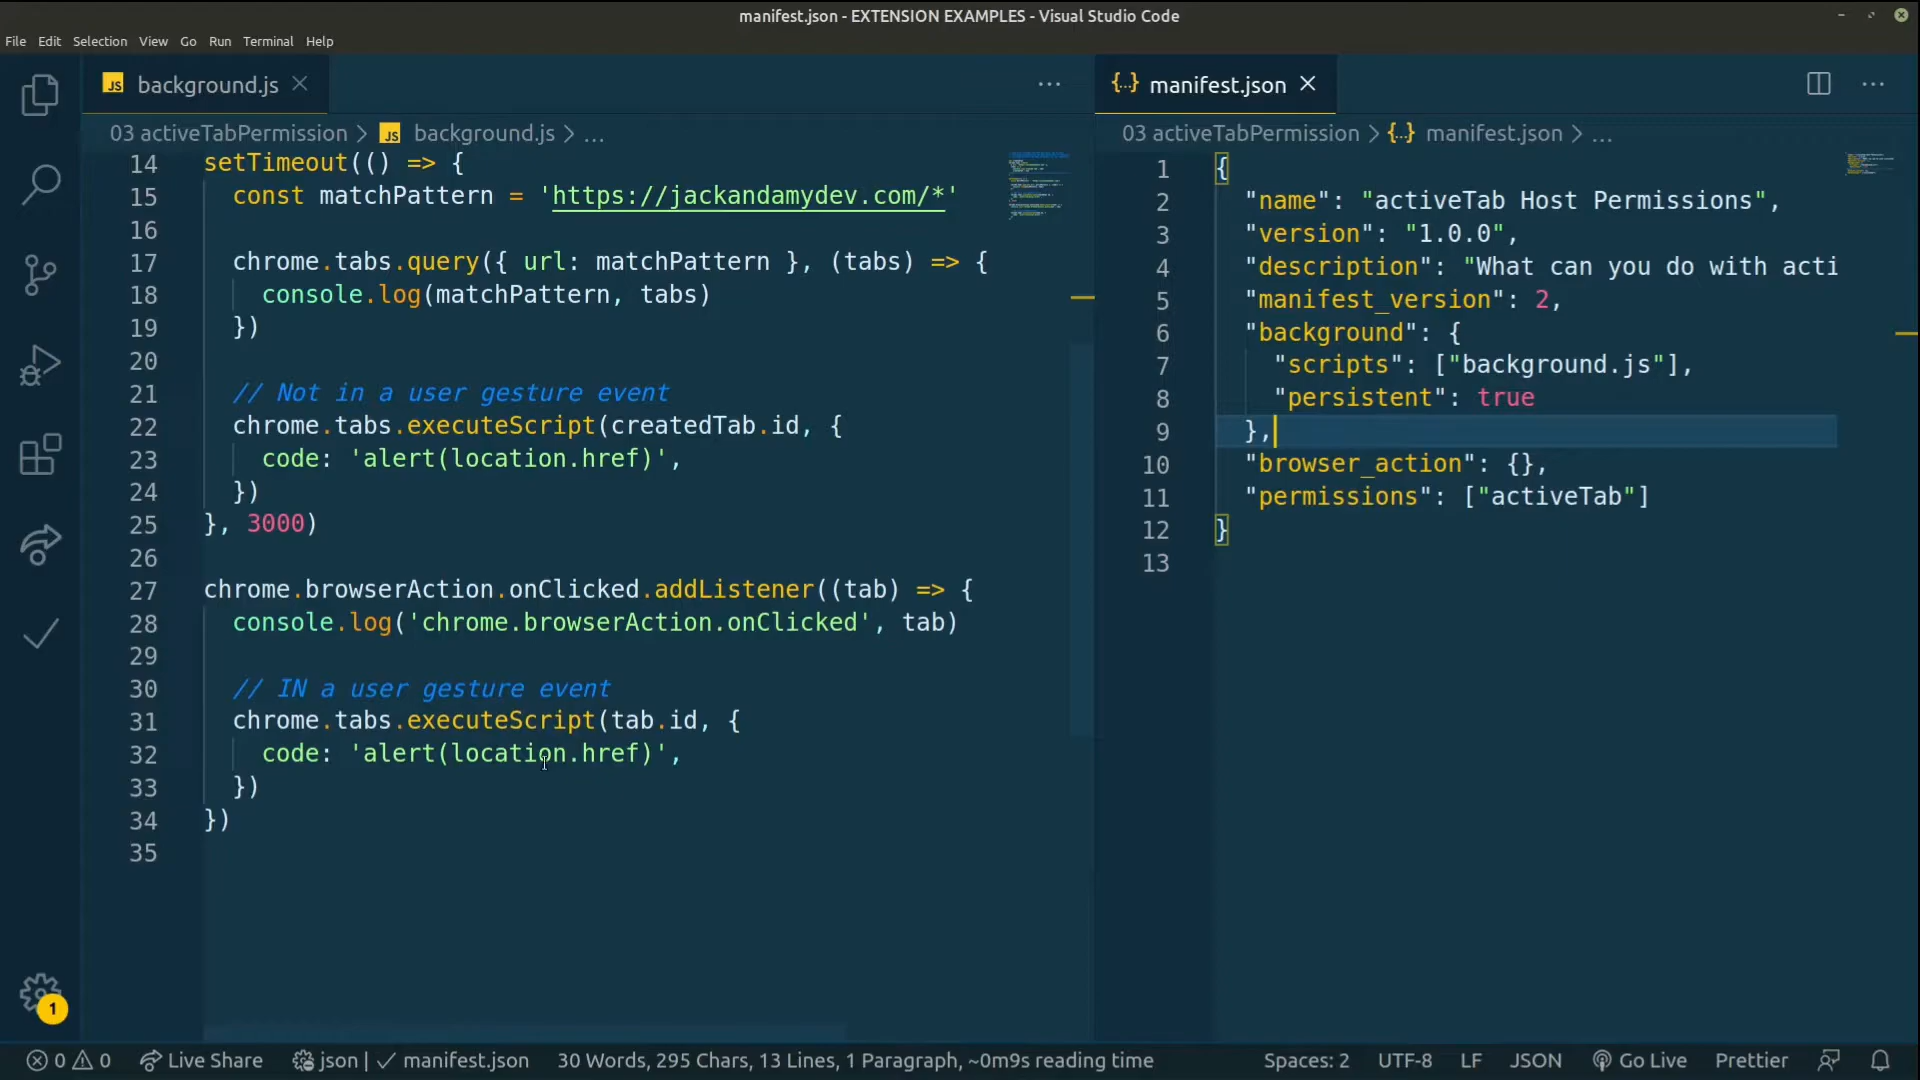 manifest.json - EXTENSION EXAMPLES - Visual Studio Code
File Edit Selection View Go Run Terminal Help
JS background.js
03 activeTabPermission > JS background.js > ...
14 setTimeout(() => {
15 const matchPattern = 'https://jackandamydev.com/*'
16
17 chrome.tabs.query({ url: matchPattern }, (tabs) => {
18 console.log(matchPattern, tabs)
19 })
20
21 // Not in a user gesture event
22 chrome.tabs.executeScript(createdTab.id, {
23 code: 'alert(location.href)',
24 })
25 }, 3000)
26
27 chrome.browserAction.onClicked.addListener((tab) => {
28 console.log('chrome.browserAction.onClicked', tab)
29
30 // IN a user gesture event
31 chrome.tabs.executeScript(tab.id, {
32 code: 'alert(location.href)',
33 })
34 })
35
{..} manifest.json
03 activeTabPermission > {..} manifest.json > ...
1 {
2 "name": "activeTab Host Permissions",
3 "version": "1.0.0",
4 "description": "What can you do with acti
5 "manifest_version": 2,
6 "background": {
7 "scripts": ["background.js"],
8 "persistent": true
9 },
10 "browser_action": {},
11 "permissions": ["activeTab"]
12 }
13
1
0 0 Live Share json | ✓ manifest.json 30 Words, 295 Chars, 13 Lines, 1 Paragraph, ~0m9s reading time Spaces: 2 UTF-8 LF JSON Go Live Prettier